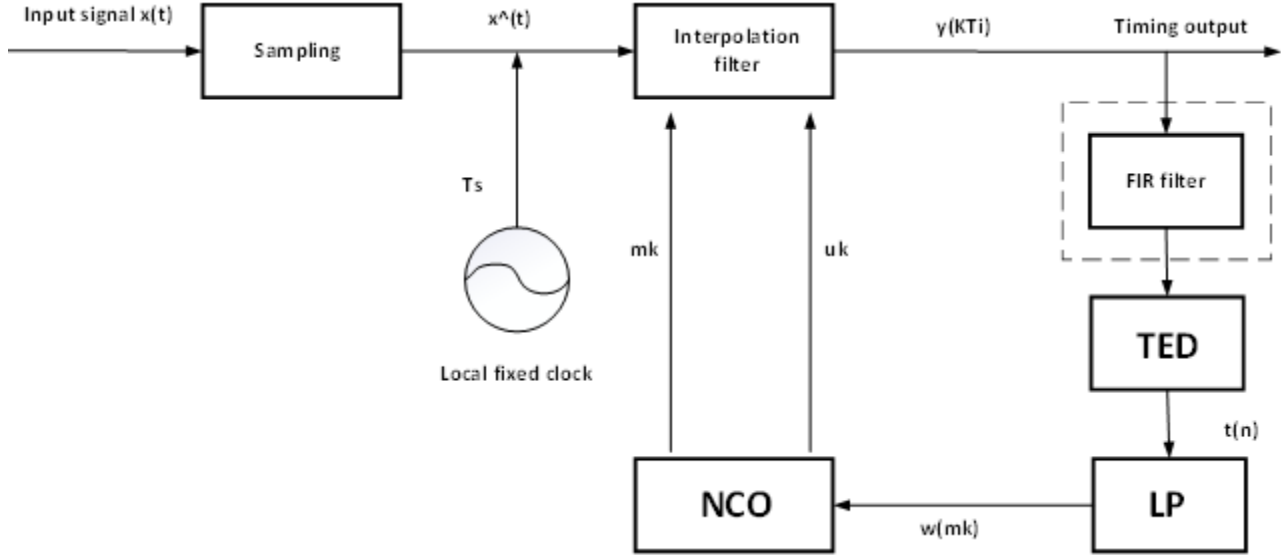 Input signal x(t)
Sampling
x^(t)
Interpolation
filter
y(KTi)
Timing output
Ts
mk
uk
FIR filter
TED
Local fixed clock
t(n)
NCO
w(mk)
LP